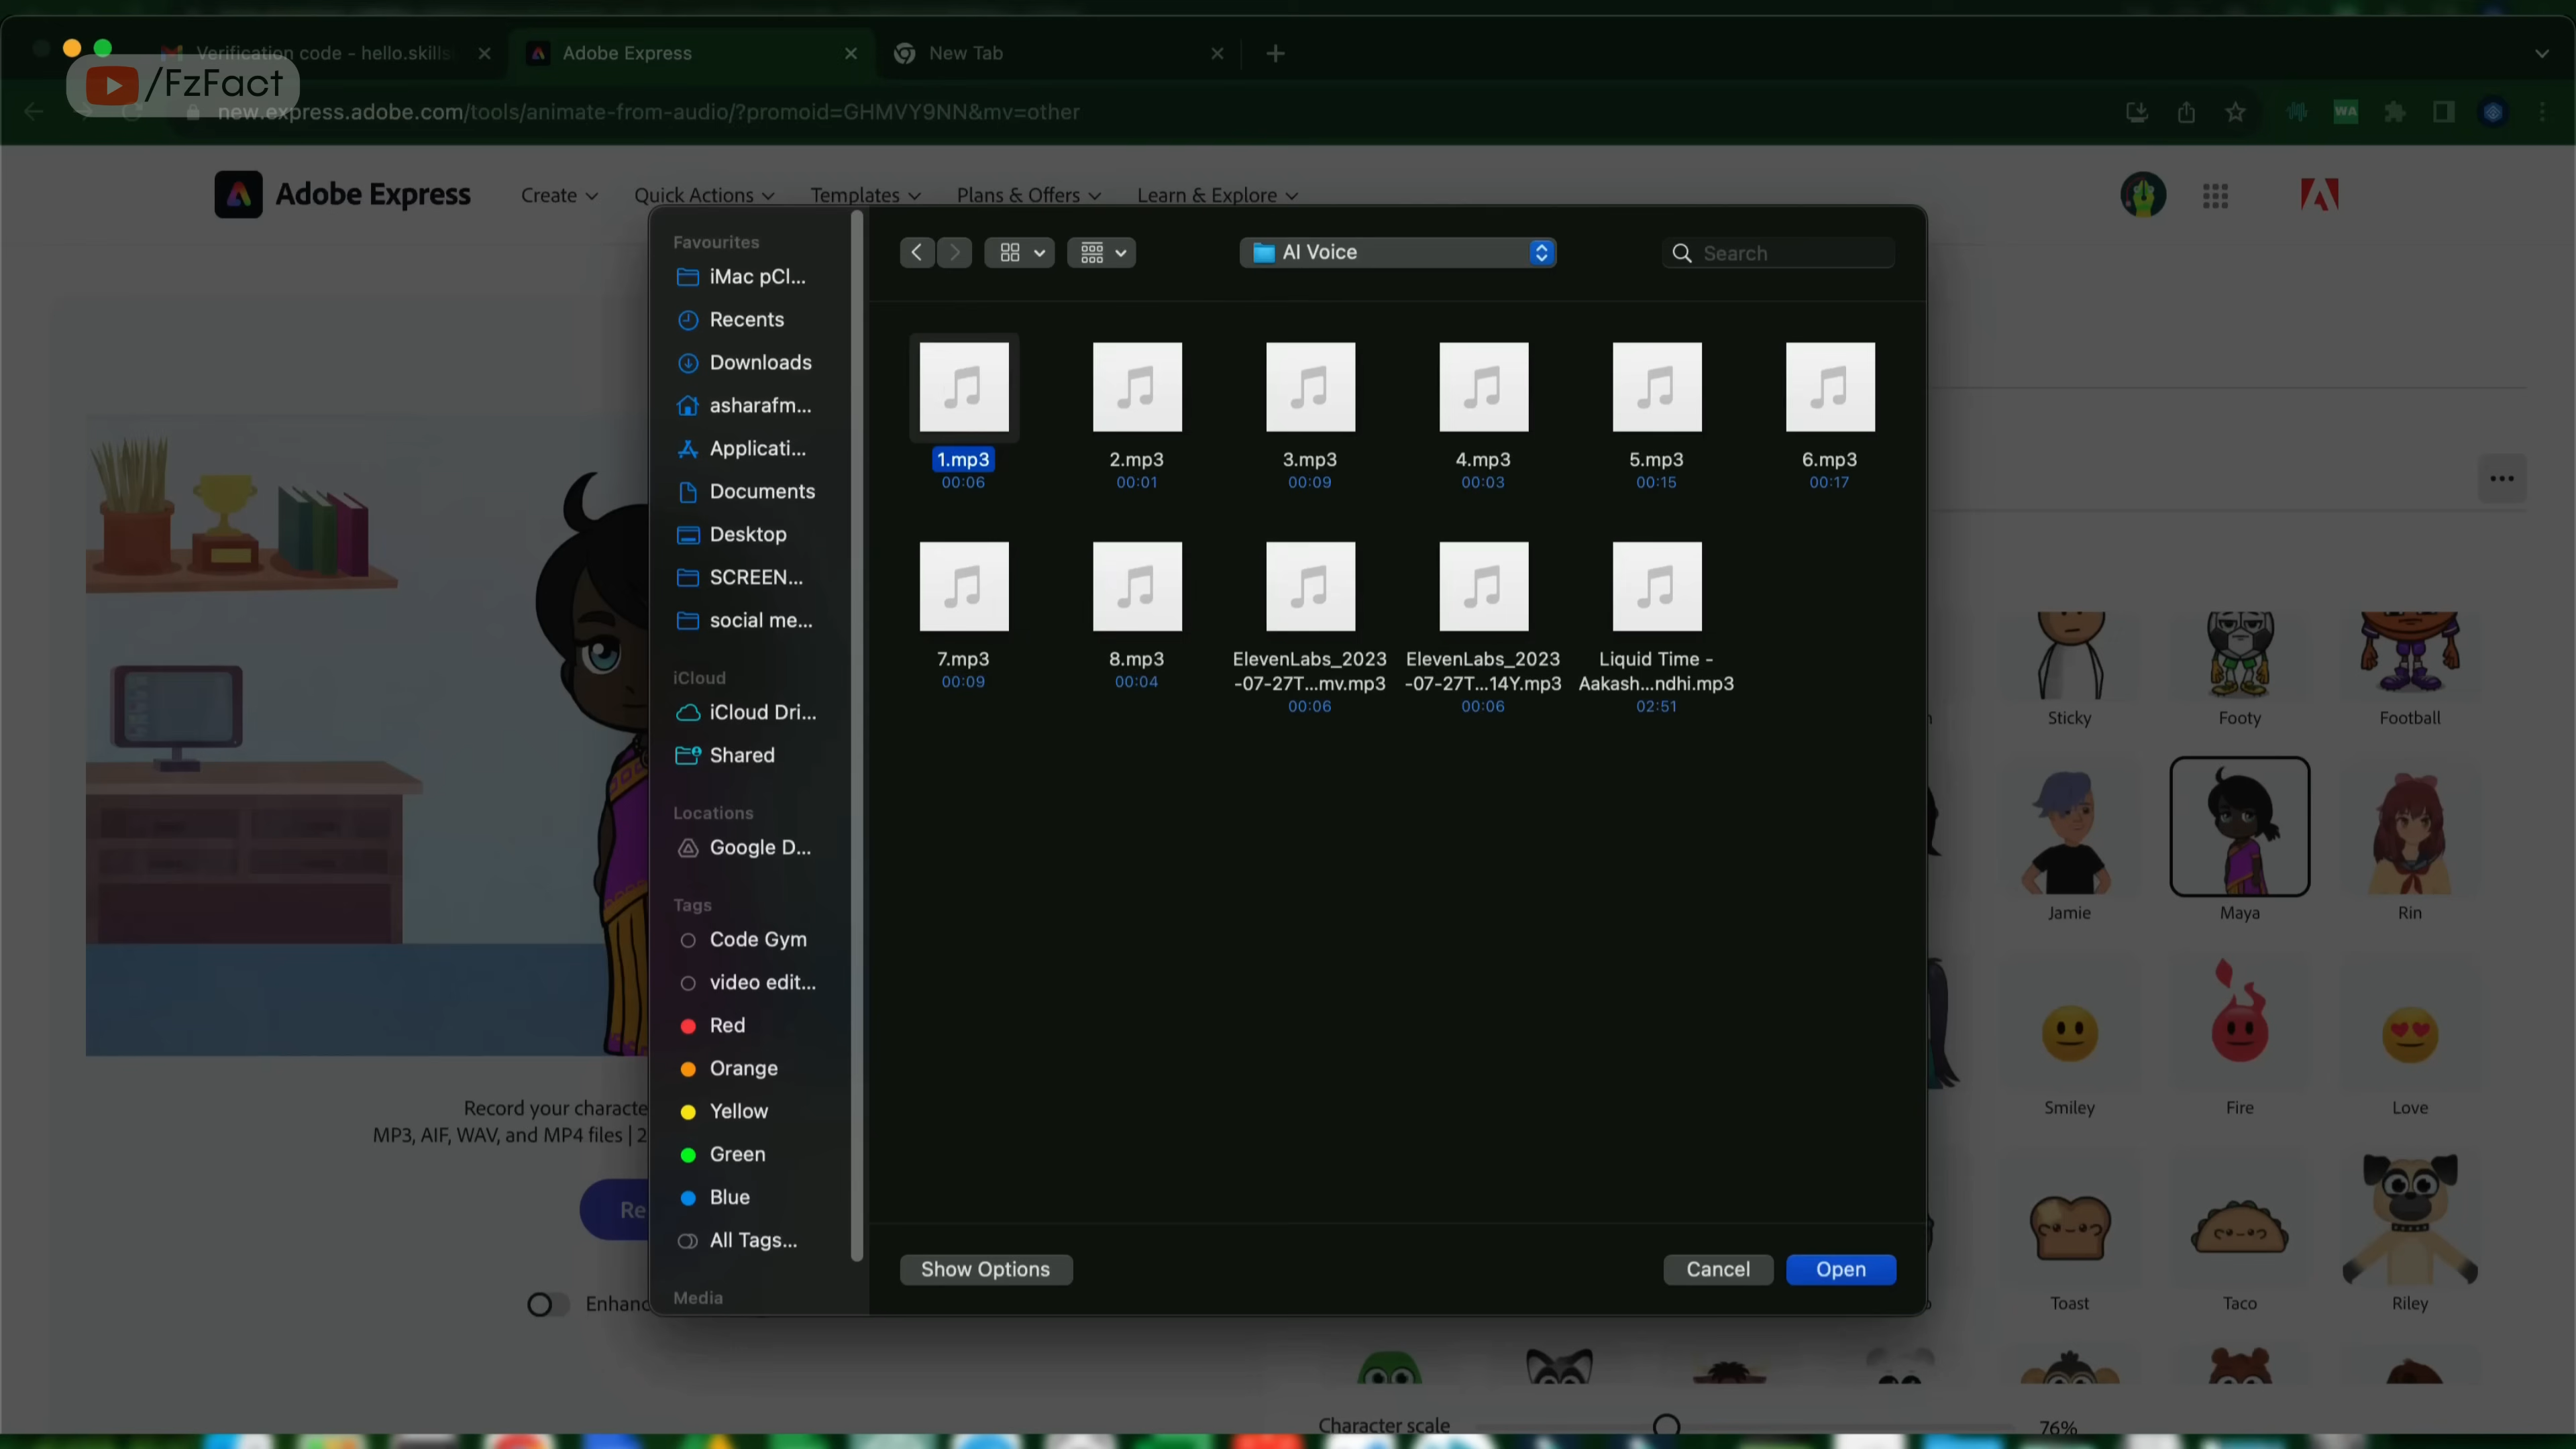 Verification code - hello.skills
Adobe Express
New Tab
/FzFact
new.express.adobe.com/tools/animate-from-audio/?promoid=GHMVY9NN&mv=other
WA
Adobe Express
Create
Quick Actions
Templates
Plans & Offers
Learn & Explore
Favourites
iMac pCl...
Recents
Downloads
asharafm...
Applicati...
Documents
Desktop
SCREEN...
social me...
iCloud
iCloud Dri...
Shared
Locations
Google D...
Tags
Code Gym
video edit...
Red
Orange
Yellow
Green
Blue
All Tags...
Media
AI Voice
Search
1.mp3
00:06
2.mp3
00:01
3.mp3
00:09
4.mp3
00:03
5.mp3
00:15
6.mp3
00:17
7.mp3
00:09
8.mp3
00:04
ElevenLabs_2023
-07-27T...mv.mp3
00:06
ElevenLabs_2023
-07-27T...14Y.mp3
00:06
Liquid Time -
Aakash...ndhi.mp3
02:51
Show Options
Cancel
Open
Record your characte
MP3, AIF, WAV, and MP4 files | 2
Re
Enhanc
Sticky
Footy
Football
Jamie
Maya
Rin
Smiley
Fire
Love
Toast
Taco
Riley
Character scale
76%